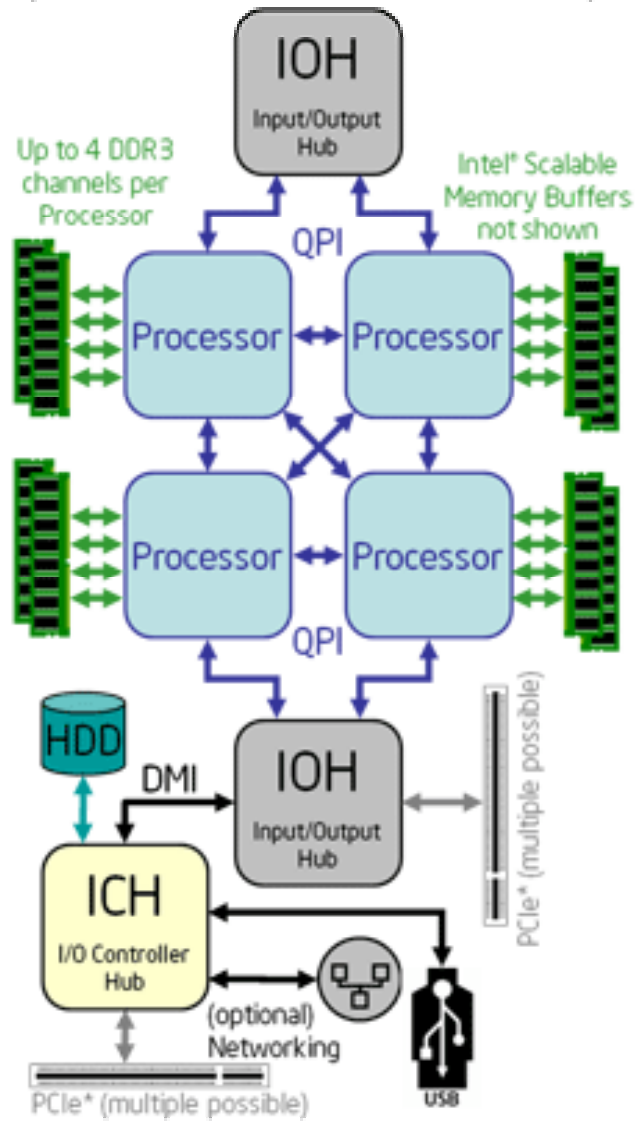 IOH
Input/Output
Hub
Up to 4 DDR3
channels per
Processor
Intel® Scalable
Memory Buffers
not shown
QPI
Processor
Processor
Processor
Processor
QPI
HDD
DMI
IOH
Input/Output
Hub
PCIe* (multiple possible)
ICH
I/O Controller
Hub
(optional)
Networking
USB
PCIe* (multiple possible)